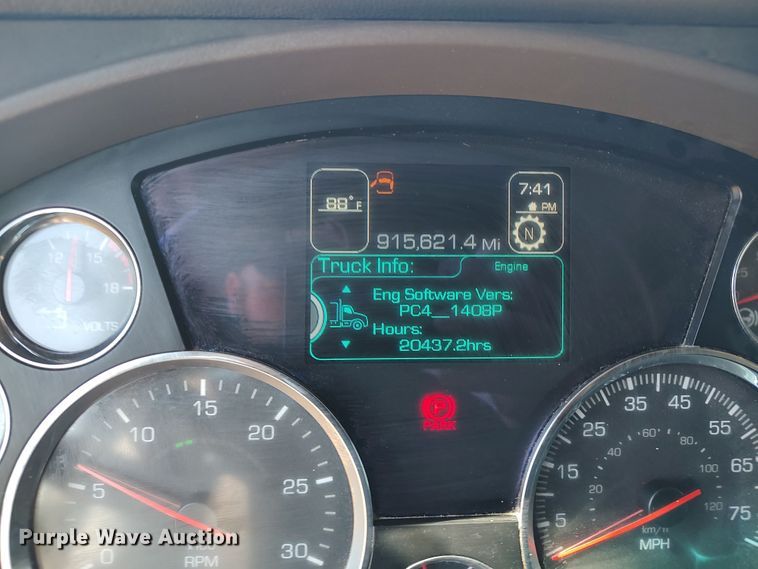 88° F
7:41
PM
N
915,621.4 Mi
Truck Info:
Engine
Eng Software Vers:
PC4__1408P
Hours:
20437.2hrs
12
15
18
VOLTS
PARK
0
5
10
15
20
25
30
RPM
5
15
25
35
45
55
65
75
20
40
60
80
100
120
km/h
MPH
Purple Wave Auction®